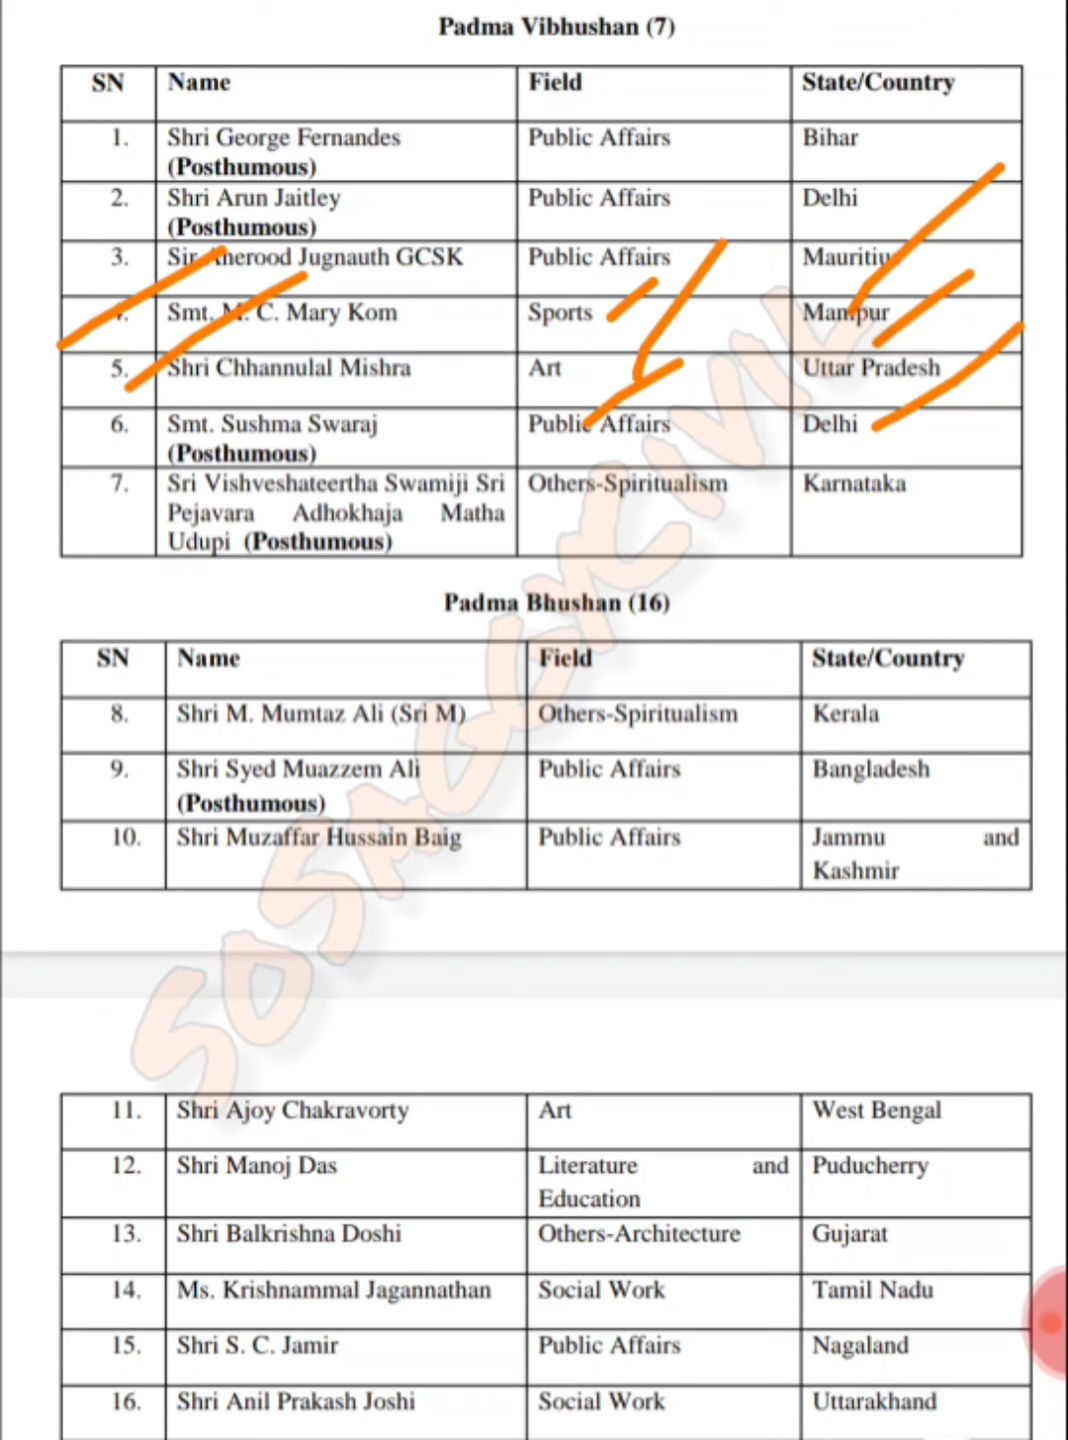 Padma Vibhushan (7)
SN Name Field State/Country
1. Shri George Fernandes Public Affairs Bihar
(Posthumous)
2. Shri Arun Jaitley Public Affairs Delhi
(Posthumous)
3. Sir Jugnauth GCSK Public Affairs Mauritiu
Smt. M. C. Mary Kom Sports Manipur
5. Shri Chhannulal Mishra Art Uttar Pradesh
6. Smt. Sushma Swaraj Public Affairs Delhi
(Posthumous)
7. Sri Vishveshateertha Swamiji Sri Others-Spiritualism Karnataka
Pejavara Adhokhaja Matha
Udupi (Posthumous)
Padma Bhushan (16)
SN Name Field State/Country
8. Shri M. Mumtaz Ali (Sri M) Others-Spiritualism Kerala
9. Shri Syed Muazzem Ali Public Affairs Bangladesh
(Posthumous)
10. Shri Muzaffar Hussain Baig Public Affairs Jammu and
Kashmir
11. Shri Ajoy Chakravorty Art West Bengal
12. Shri Manoj Das Literature and Puducherry
Education
13. Shri Balkrishna Doshi Others-Architecture Gujarat
14. Ms. Krishnammal Jagannathan Social Work Tamil Nadu
15. Shri S. C. Jamir Public Affairs Nagaland
16. Shri Anil Prakash Joshi Social Work Uttarakhand